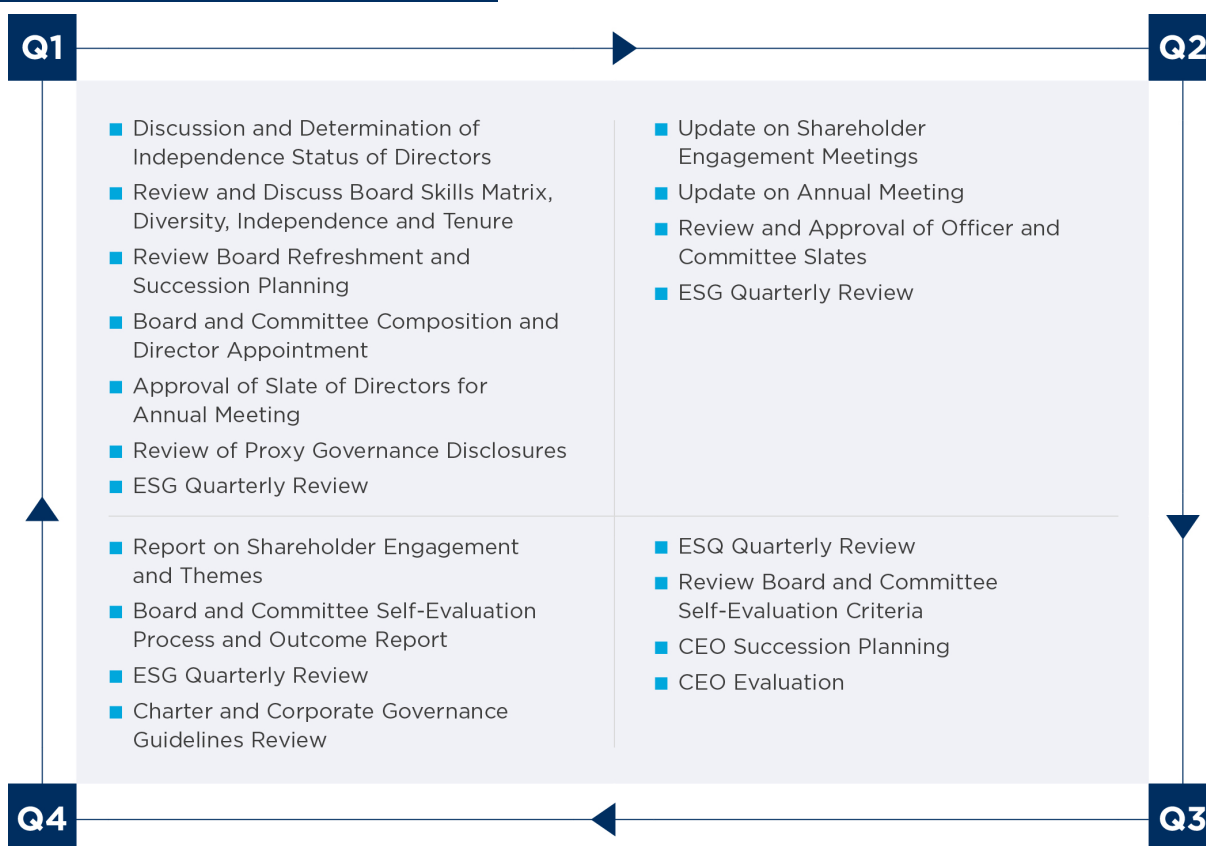 Q1
Q2
Discussion and Determination of
Independence Status of Directors
Review and Discuss Board Skills Matrix,
Diversity, Independence and Tenure
Review Board Refreshment and
Succession Planning
Board and Committee Composition and
Director Appointment
Approval of Slate of Directors for
Annual Meeting
Review of Proxy Governance Disclosures
ESG Quarterly Review
Update on Shareholder
Engagement Meetings
Update on Annual Meeting
Review and Approval of Officer and
Committee Slates
ESG Quarterly Review
Report on Shareholder Engagement
and Themes
Board and Committee Self-Evaluation
Process and Outcome Report
ESG Quarterly Review
Charter and Corporate Governance
Guidelines Review
ESQ Quarterly Review
Review Board and Committee
Self-Evaluation Criteria
CEO Succession Planning
CEO Evaluation
Q4
Q3